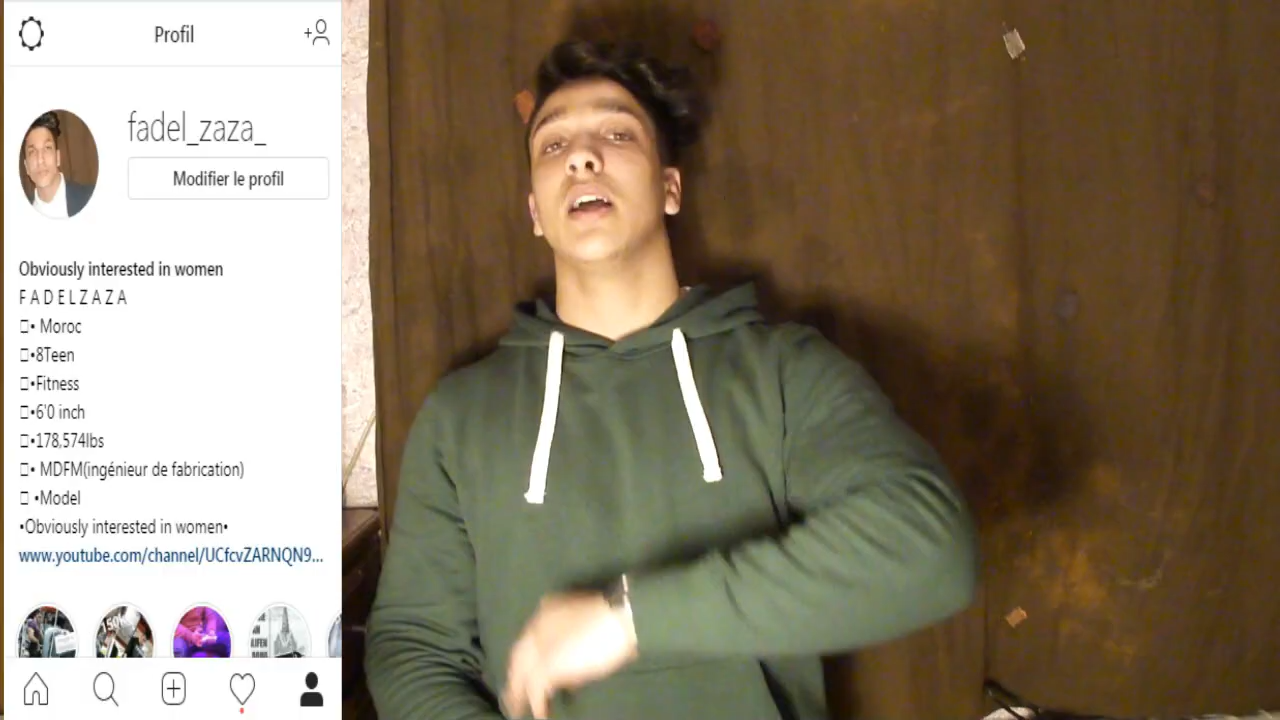 Profil
fadel_zaza_
Modifier le profil
Obviously interested in women
F A D E L Z A Z A
• Moroc
•8Teen
•Fitness
•6'0 inch
•178,574lbs
• MDFM(ingénieur de fabrication)
•Model
•Obviously interested in women•
www.youtube.com/channel/UCfcvZARNQN9...